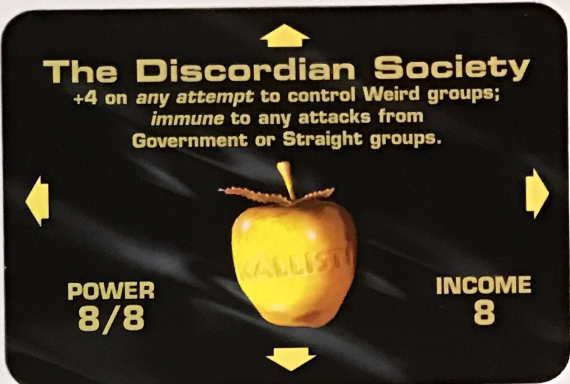 The Discordian Society
+4 on any attempt to control Weird groups;
immune to any attacks from
Government or Straight groups.
KALLISTI
POWER
8/8
INCOME
8